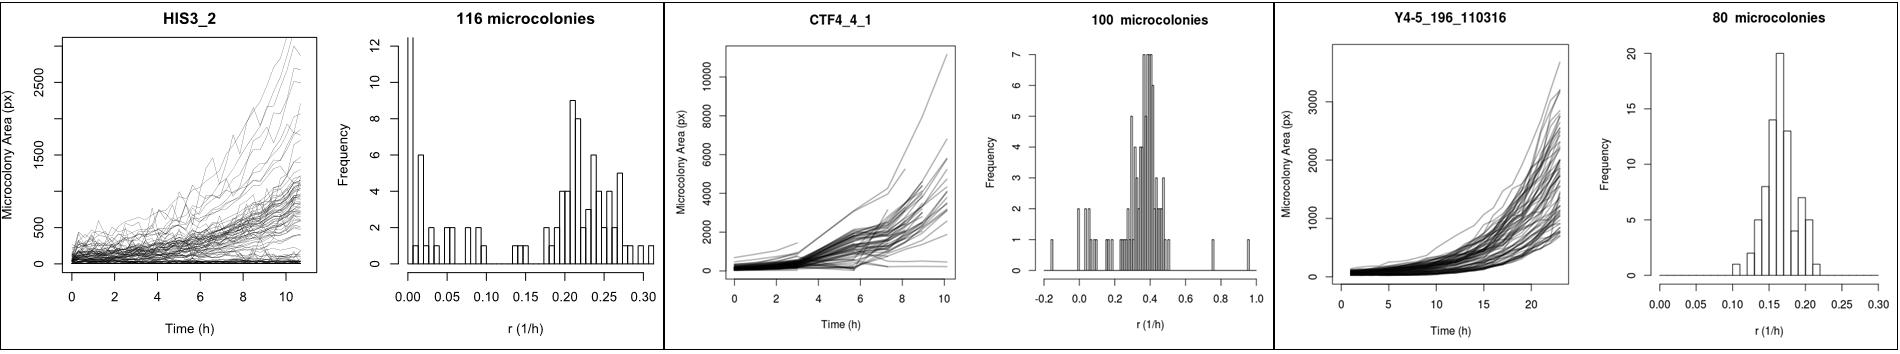 HIS3_2
Microcolony Area (px)
2500
1500
500
0
0 2 4 6 8 10
Time (h)
116 microcolonies
Frequency
12
10
8
6
4
2
0
0.00 0.05 0.10 0.15 0.20 0.25 0.30
r (1/h)
CTF4_4_1
Microcolony Area (px)
10000
8000
6000
4000
2000
0
0 2 4 6 8 10
Time (h)
100 microcolonies
Frequency
7
6
5
4
3
2
1
0
-0.2 0.0 0.2 0.4 0.6 0.8 1.0
r (1/h)
Y4-5_196_110316
Microcolony Area (px)
3000
2000
1000
0
0 5 10 15 20
Time (h)
80 microcolonies
Frequency
20
15
10
5
0
0.00 0.05 0.10 0.15 0.20 0.25 0.30
r (1/h)